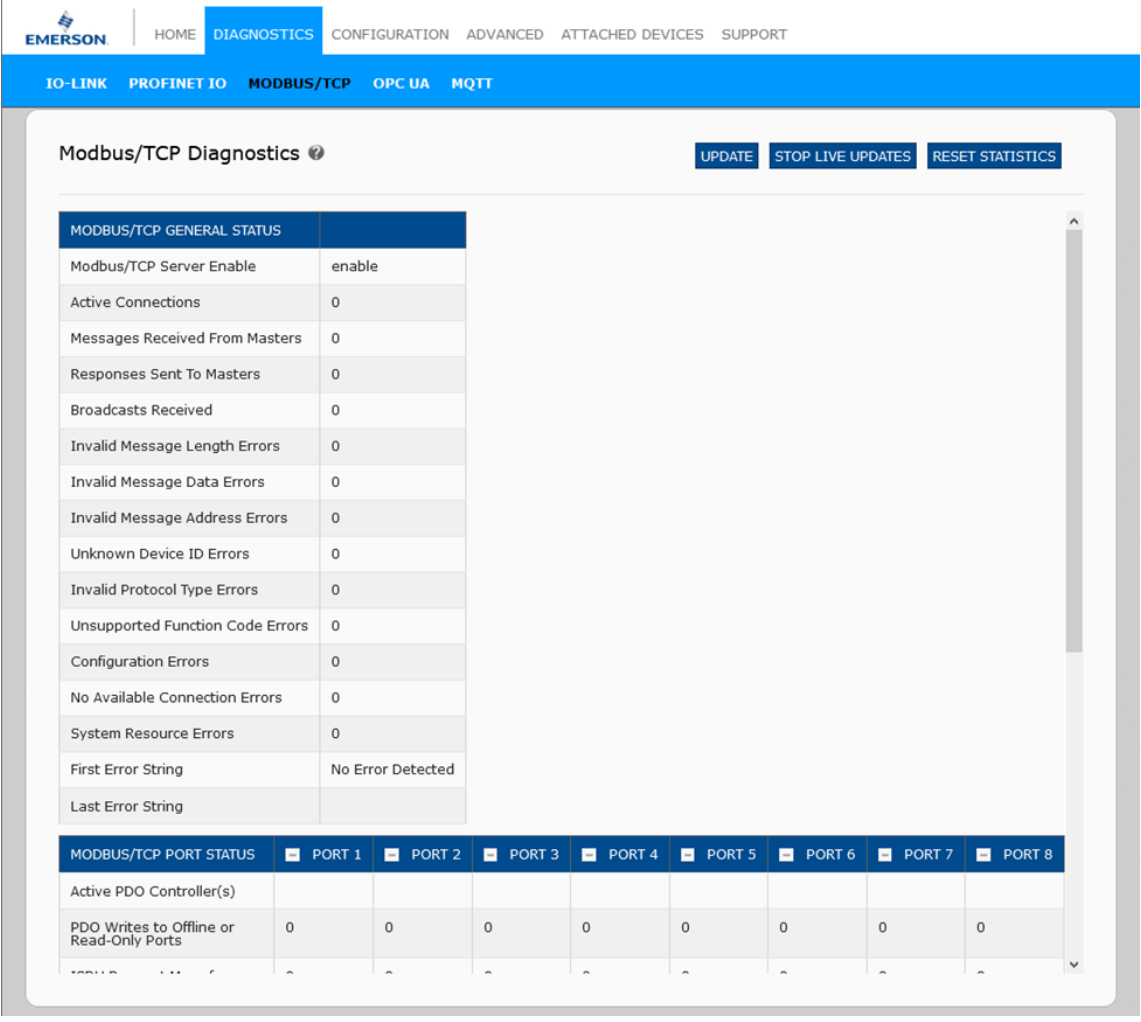 EMERSON HOME DIAGNOSTICS CONFIGURATION ADVANCED ATTACHED DEVICES SUPPORT
IO-LINK PROFINET IO MODBUS/TCP OPC UA MQTT
Modbus/TCP Diagnostics ? UPDATE STOP LIVE UPDATES RESET STATISTICS
MODBUS/TCP GENERAL STATUS
Modbus/TCP Server Enable enable
Active Connections 0
Messages Received From Masters 0
Responses Sent To Masters 0
Broadcasts Received 0
Invalid Message Length Errors 0
Invalid Message Data Errors 0
Invalid Message Address Errors 0
Unknown Device ID Errors 0
Invalid Protocol Type Errors 0
Unsupported Function Code Errors 0
Configuration Errors 0
No Available Connection Errors 0
System Resource Errors 0
First Error String No Error Detected
Last Error String
MODBUS/TCP PORT STATUS PORT 1 PORT 2 PORT 3 PORT 4 PORT 5 PORT 6 PORT 7 PORT 8
Active PDO Controller(s)
PDO Writes to Offline or
Read-Only Ports 0 0 0 0 0 0 0 0